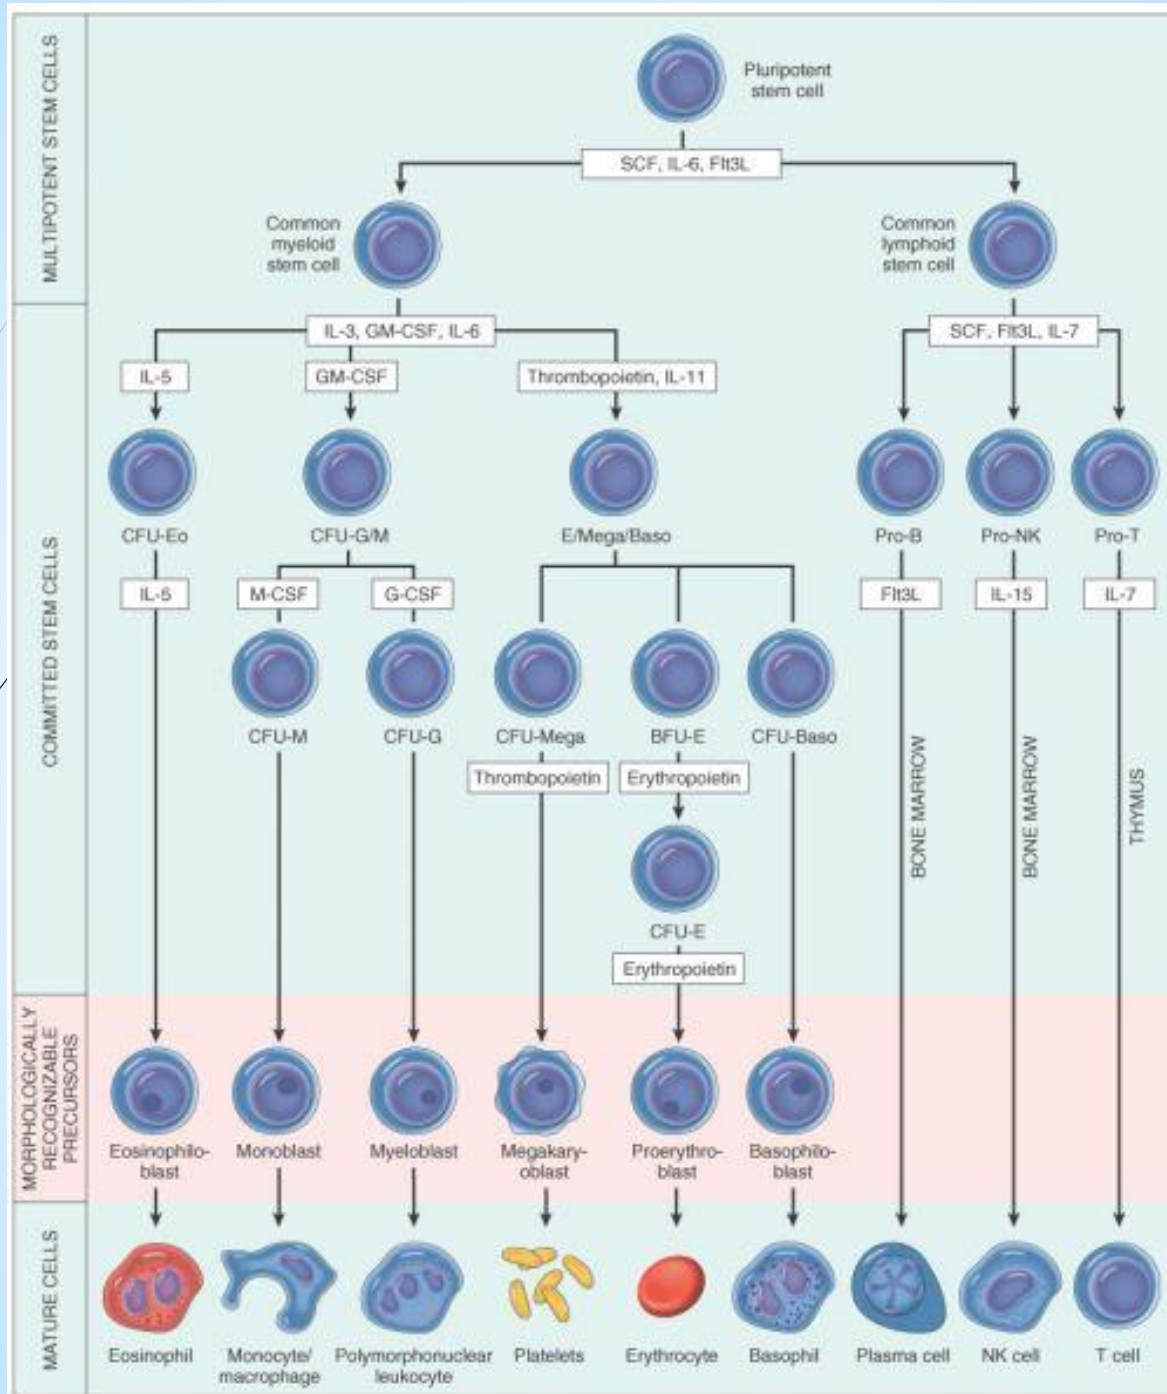 MULTIPOTENT STEM CELLS
Pluripotent
stem cell
SCF, IL-6, Flt3L
Common
myeloid
stem cell
Common
lymphoid
stem cell
COMMITTED STEM CELLS
IL-3, GM-CSF, IL-6
SCF, Flt3L, IL-7
IL-5
GM-CSF
Thrombopoietin, IL-11
CFU-Eo
CFU-G/M
E/Mega/Baso
Pro-B
Pro-NK
Pro-T
IL-5
M-CSF
G-CSF
Flt3L
IL-15
IL-7
CFU-M
CFU-G
CFU-Mega
BFU-E
CFU-Baso
Thrombopoietin
Erythropoietin
BONE MARROW
BONE MARROW
THYMUS
CFU-E
Erythropoietin
MORPHOLOGICALLY
RECOGNIZABLE
PRECURSORS
Eosinophilo-
blast
Monoblast
Myeloblast
Megakary-
oblast
Proerythro-
blast
Basophilo-
blast
MATURE CELLS
Eosinophil
Monocyte/
macrophage
Polymorphonuclear
leukocyte
Platelets
Erythrocyte
Basophil
Plasma cell
NK cell
T cell